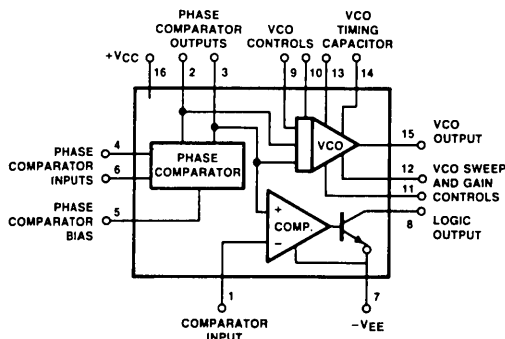 PHASE
COMPARATOR
OUTPUTS
VCO
CONTROLS
VCO
TIMING
CAPACITOR
+VCC
16
2
3
9
10
13
14
4
PHASE
COMPARATOR
INPUTS
6
PHASE
COMPARATOR
VCO
15
VCO
OUTPUT
12
VCO SWEEP
AND GAIN
CONTROLS
11
PHASE
COMPARATOR
BIAS
5
+
COMP.
−
LOGIC
OUTPUT
8
1
COMPARATOR
INPUT
7
−VEE